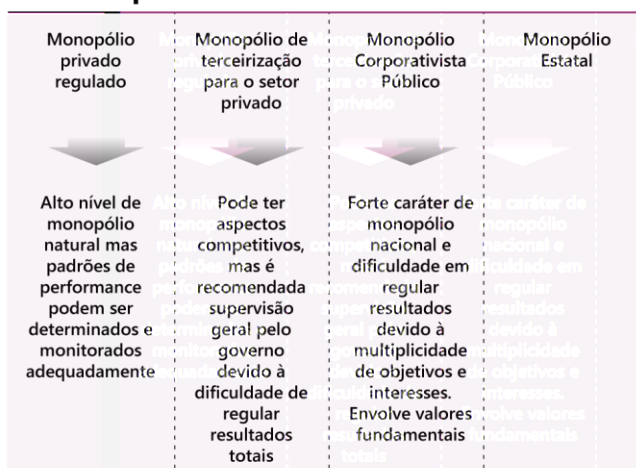 Monopólio
privado
regulado
Monopólio de
terceirização
para o setor
privado
Monopólio
Corporativista
Público
Monopólio
Estatal
Alto nível de
monopólio
natural mas
padrões de
performance
podem ser
determinados e
monitorados
adequadamente
Pode ter
aspectos
competitivos,
mas é
recomendada
supervisão
geral pelo
governo
devido à
dificuldade de
regular
resultados
totais
Forte caráter de
monopólio
nacional e
dificuldade em
regular
resultados
devido à
multiplicidade
de objetivos e
interesses.
Envolve valores
fundamentais